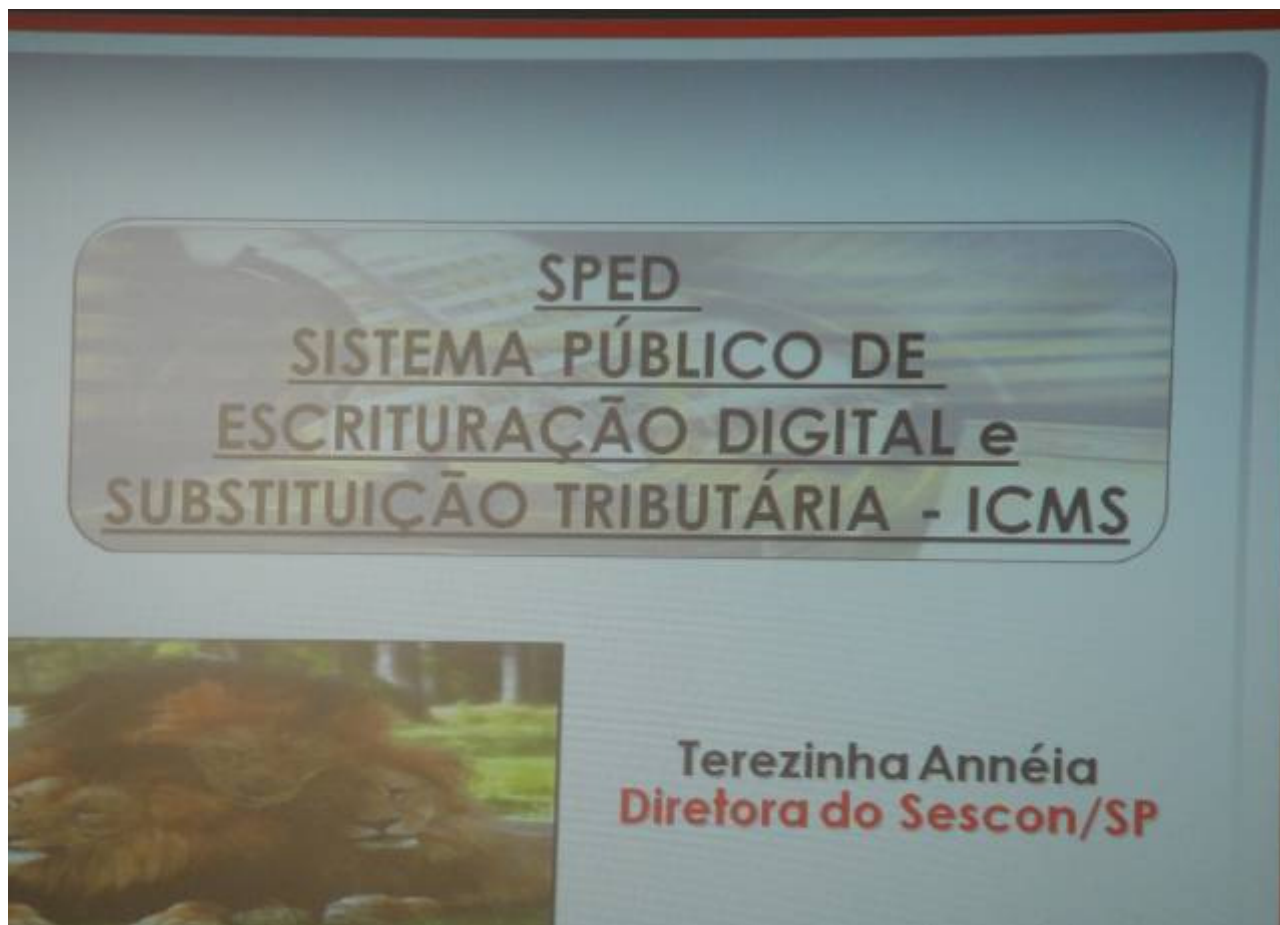 SPED
SISTEMA PÚBLICO DE
ESCRITURAÇÃO DIGITAL e
SUBSTITUIÇÃO TRIBUTÁRIA - ICMS
Terezinha Annéia
Diretora do Sescon/SP